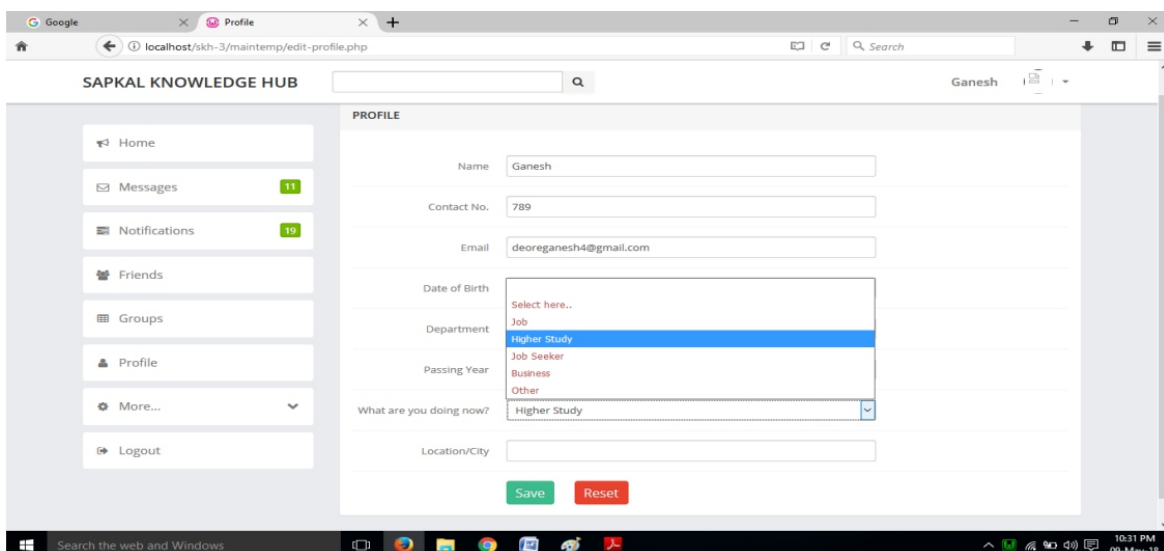 Google
Profile
localhost/skh-3/maintemp/edit-profile.php
Search
SAPKAL KNOWLEDGE HUB
Ganesh
PROFILE
Home
Messages 11
Notifications 19
Friends
Groups
Profile
More...
Logout
Name Ganesh
Contact No. 789
Email deoreganesh4@gmail.com
Date of Birth
Select here..
Job
Department
Higher Study
Job Seeker
Passing Year
Business
Other
What are you doing now? Higher Study
Location/City
Save Reset
Search the web and Windows
10:31 PM
09-May-18